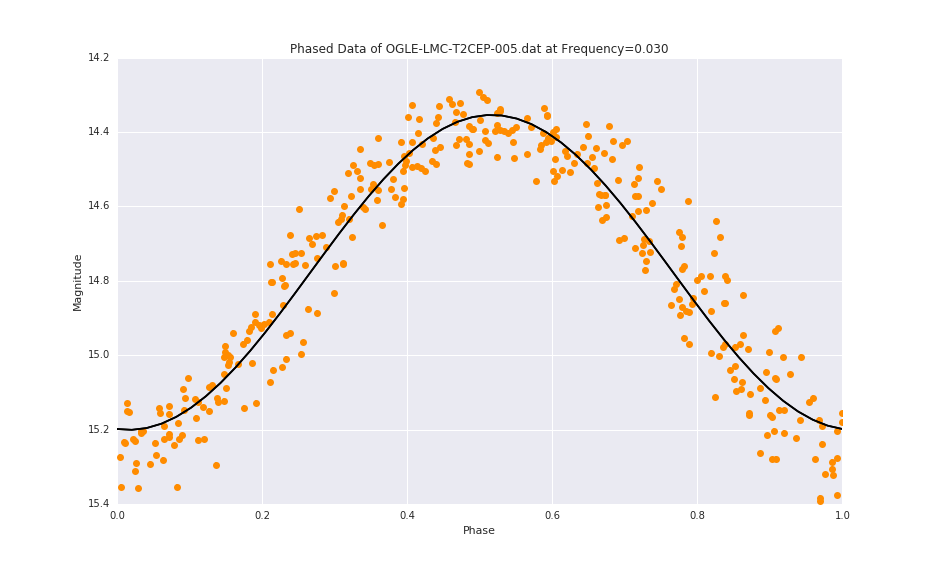 Phased Data of OGLE-LMC-T2CEP-005.dat at Frequency=0.030
14.2
14.4
14.6
14.8
15.0
15.2
15.4
Magnitude
0.0 0.2 0.4 0.6 0.8 1.0
Phase